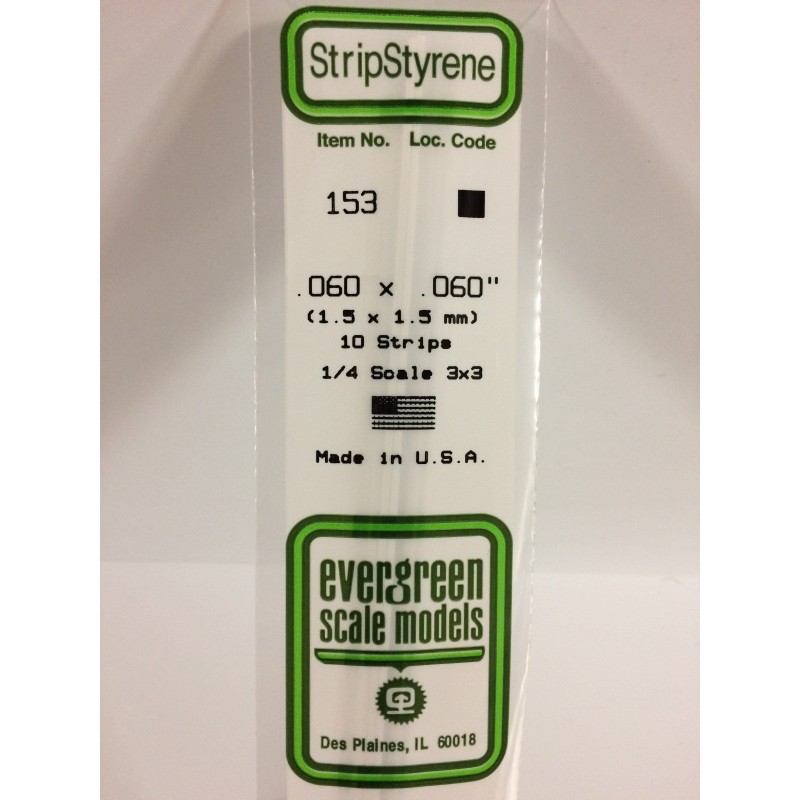 StripStyrene
Item No. Loc. Code
153
.060 x .060"
(1.5 x 1.5 mm)
10 Strips
1/4 Scale 3x3
Made in U.S.A.
evergreen
scale models
Des Plaines, IL 60018